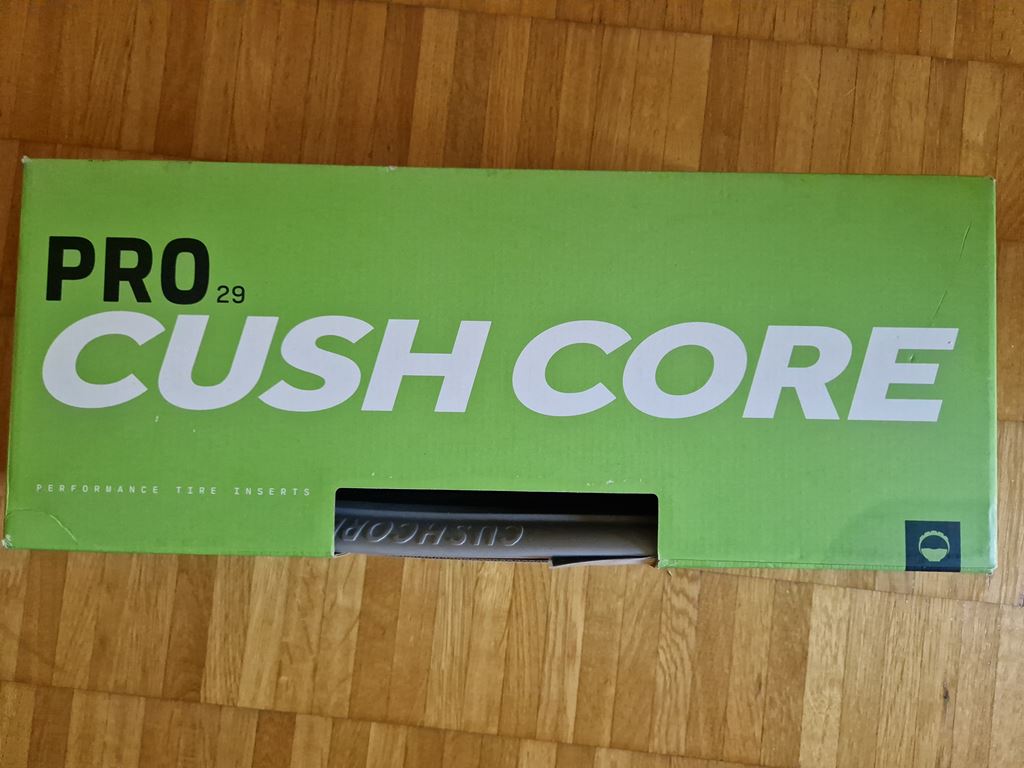 PRO 29
CUSH CORE
PERFORMANCE TIRE INSERTS
CUSHCORE